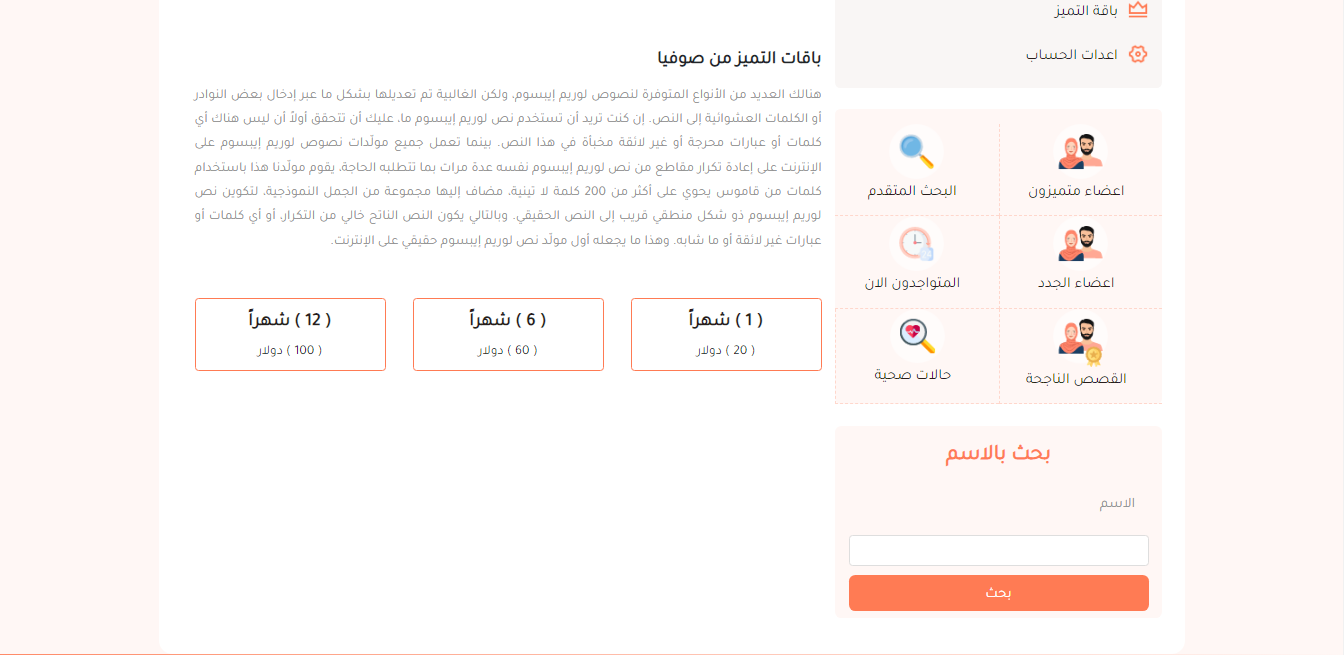 باقة التميز
اعدات الحساب
اعضاء متميزون
البحث المتقدم
اعضاء الجدد
المتواجدون الان
القصص الناجحة
حالات صحية
بحث بالاسم
الاسم
بحث
باقات التميز من صوفيا
هنالك العديد من الأنواع المتوفرة لنصوص لوريم إيبسوم، ولكن الغالبية تم تعديلها بشكل ما عبر إدخال بعض النوادر
أو الكلمات العشوائية إلى النص. إن كنت تريد أن تستخدم نص لوريم إيبسوم ما، عليك أن تتحقق أولاً أن ليس هناك أي
كلمات أو عبارات محرجة أو غير لائقة مخبأة في هذا النص. بينما تعمل جميع مولّدات نصوص لوريم إيبسوم على
الإنترنت على إعادة تكرار مقاطع من نص لوريم إيبسوم نفسه عدة مرات بما تتطلبه الحاجة، يقوم مولّدنا هذا باستخدام
كلمات من قاموس يحوي على أكثر من 200 كلمة لا تينية، مضاف إليها مجموعة من الجمل النموذجية، لتكوين نص
لوريم إيبسوم ذو شكل منطقي قريب إلى النص الحقيقي. وبالتالي يكون النص الناتج خالي من التكرار، أو أي كلمات أو
عبارات غير لائقة أو ما شابه. وهذا ما يجعله أول مولّد نص لوريم إيبسوم حقيقي على الإنترنت.
( 1 ) شهراً
( 20 ) دولار
( 6 ) شهراً
( 60 ) دولار
( 12 ) شهراً
( 100 ) دولار